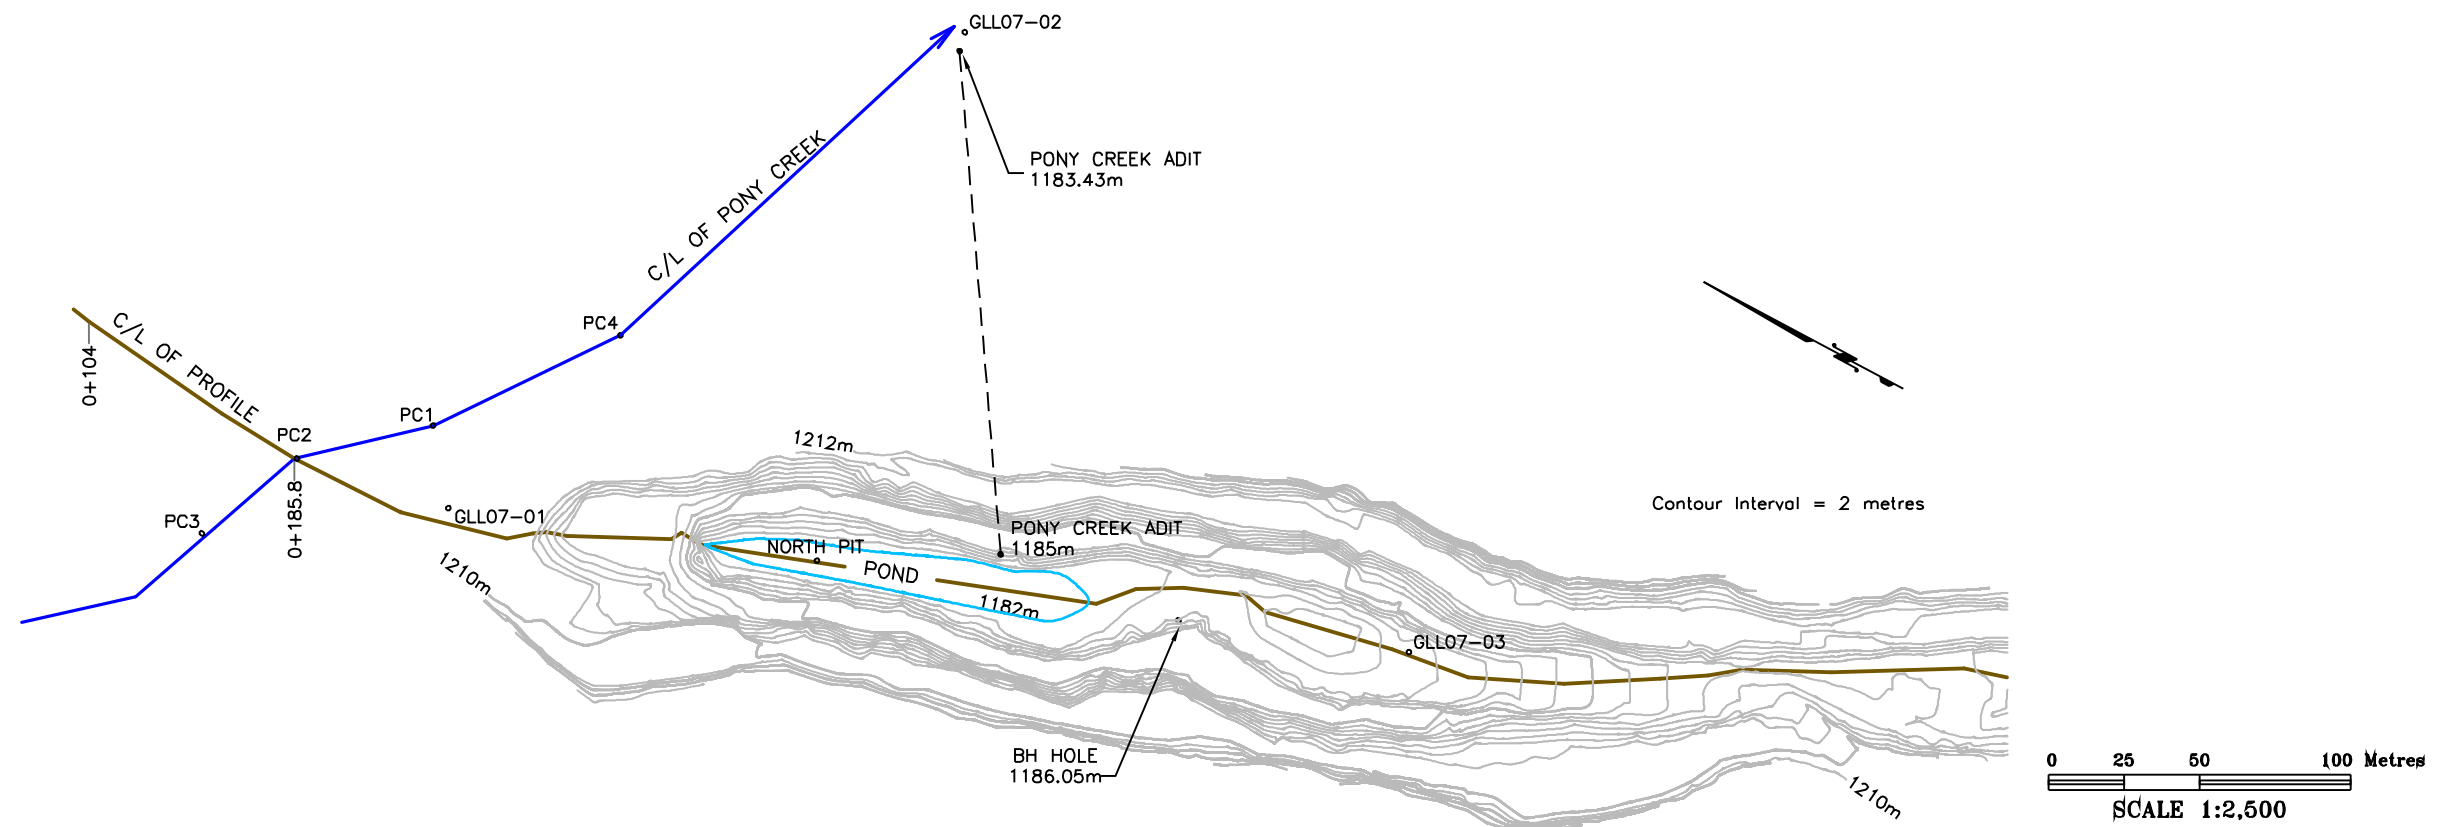 GLL07-02
PONY CREEK ADIT
1183.43m
C/L OF PONY CREEK
PC4
C/L OF PROFILE
0+104
PC1
PC2
0+185.8
PC3
GLL07-01
1212m
1210m
NORTH PIT
POND
1182m
PONY CREEK ADIT
1185m
Contour Interval = 2 metres
GLL07-03
BH HOLE
1186.05m
1210m
0 25 50 100 Metres
SCALE 1:2,500